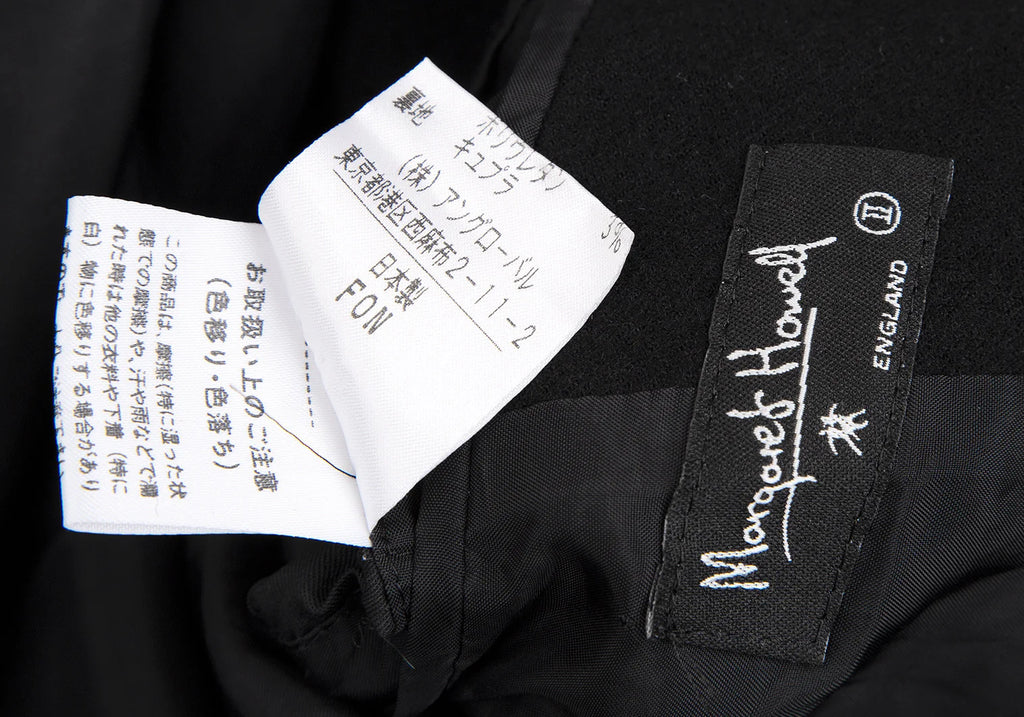 ポリウレタン 3%
裏地 キュプラ
(株)アングローバル
東京都港区西麻布2-11-2
日本製
FON
お取扱い上のご注意
(色移り・色落ち)
この商品は、摩擦(特に湿った状
態での摩擦)や、汗や雨などで濡
れた時は他の衣料や下着(特に
白)物に色移りする場合があり
Margaret Howell
ENGLAND
II